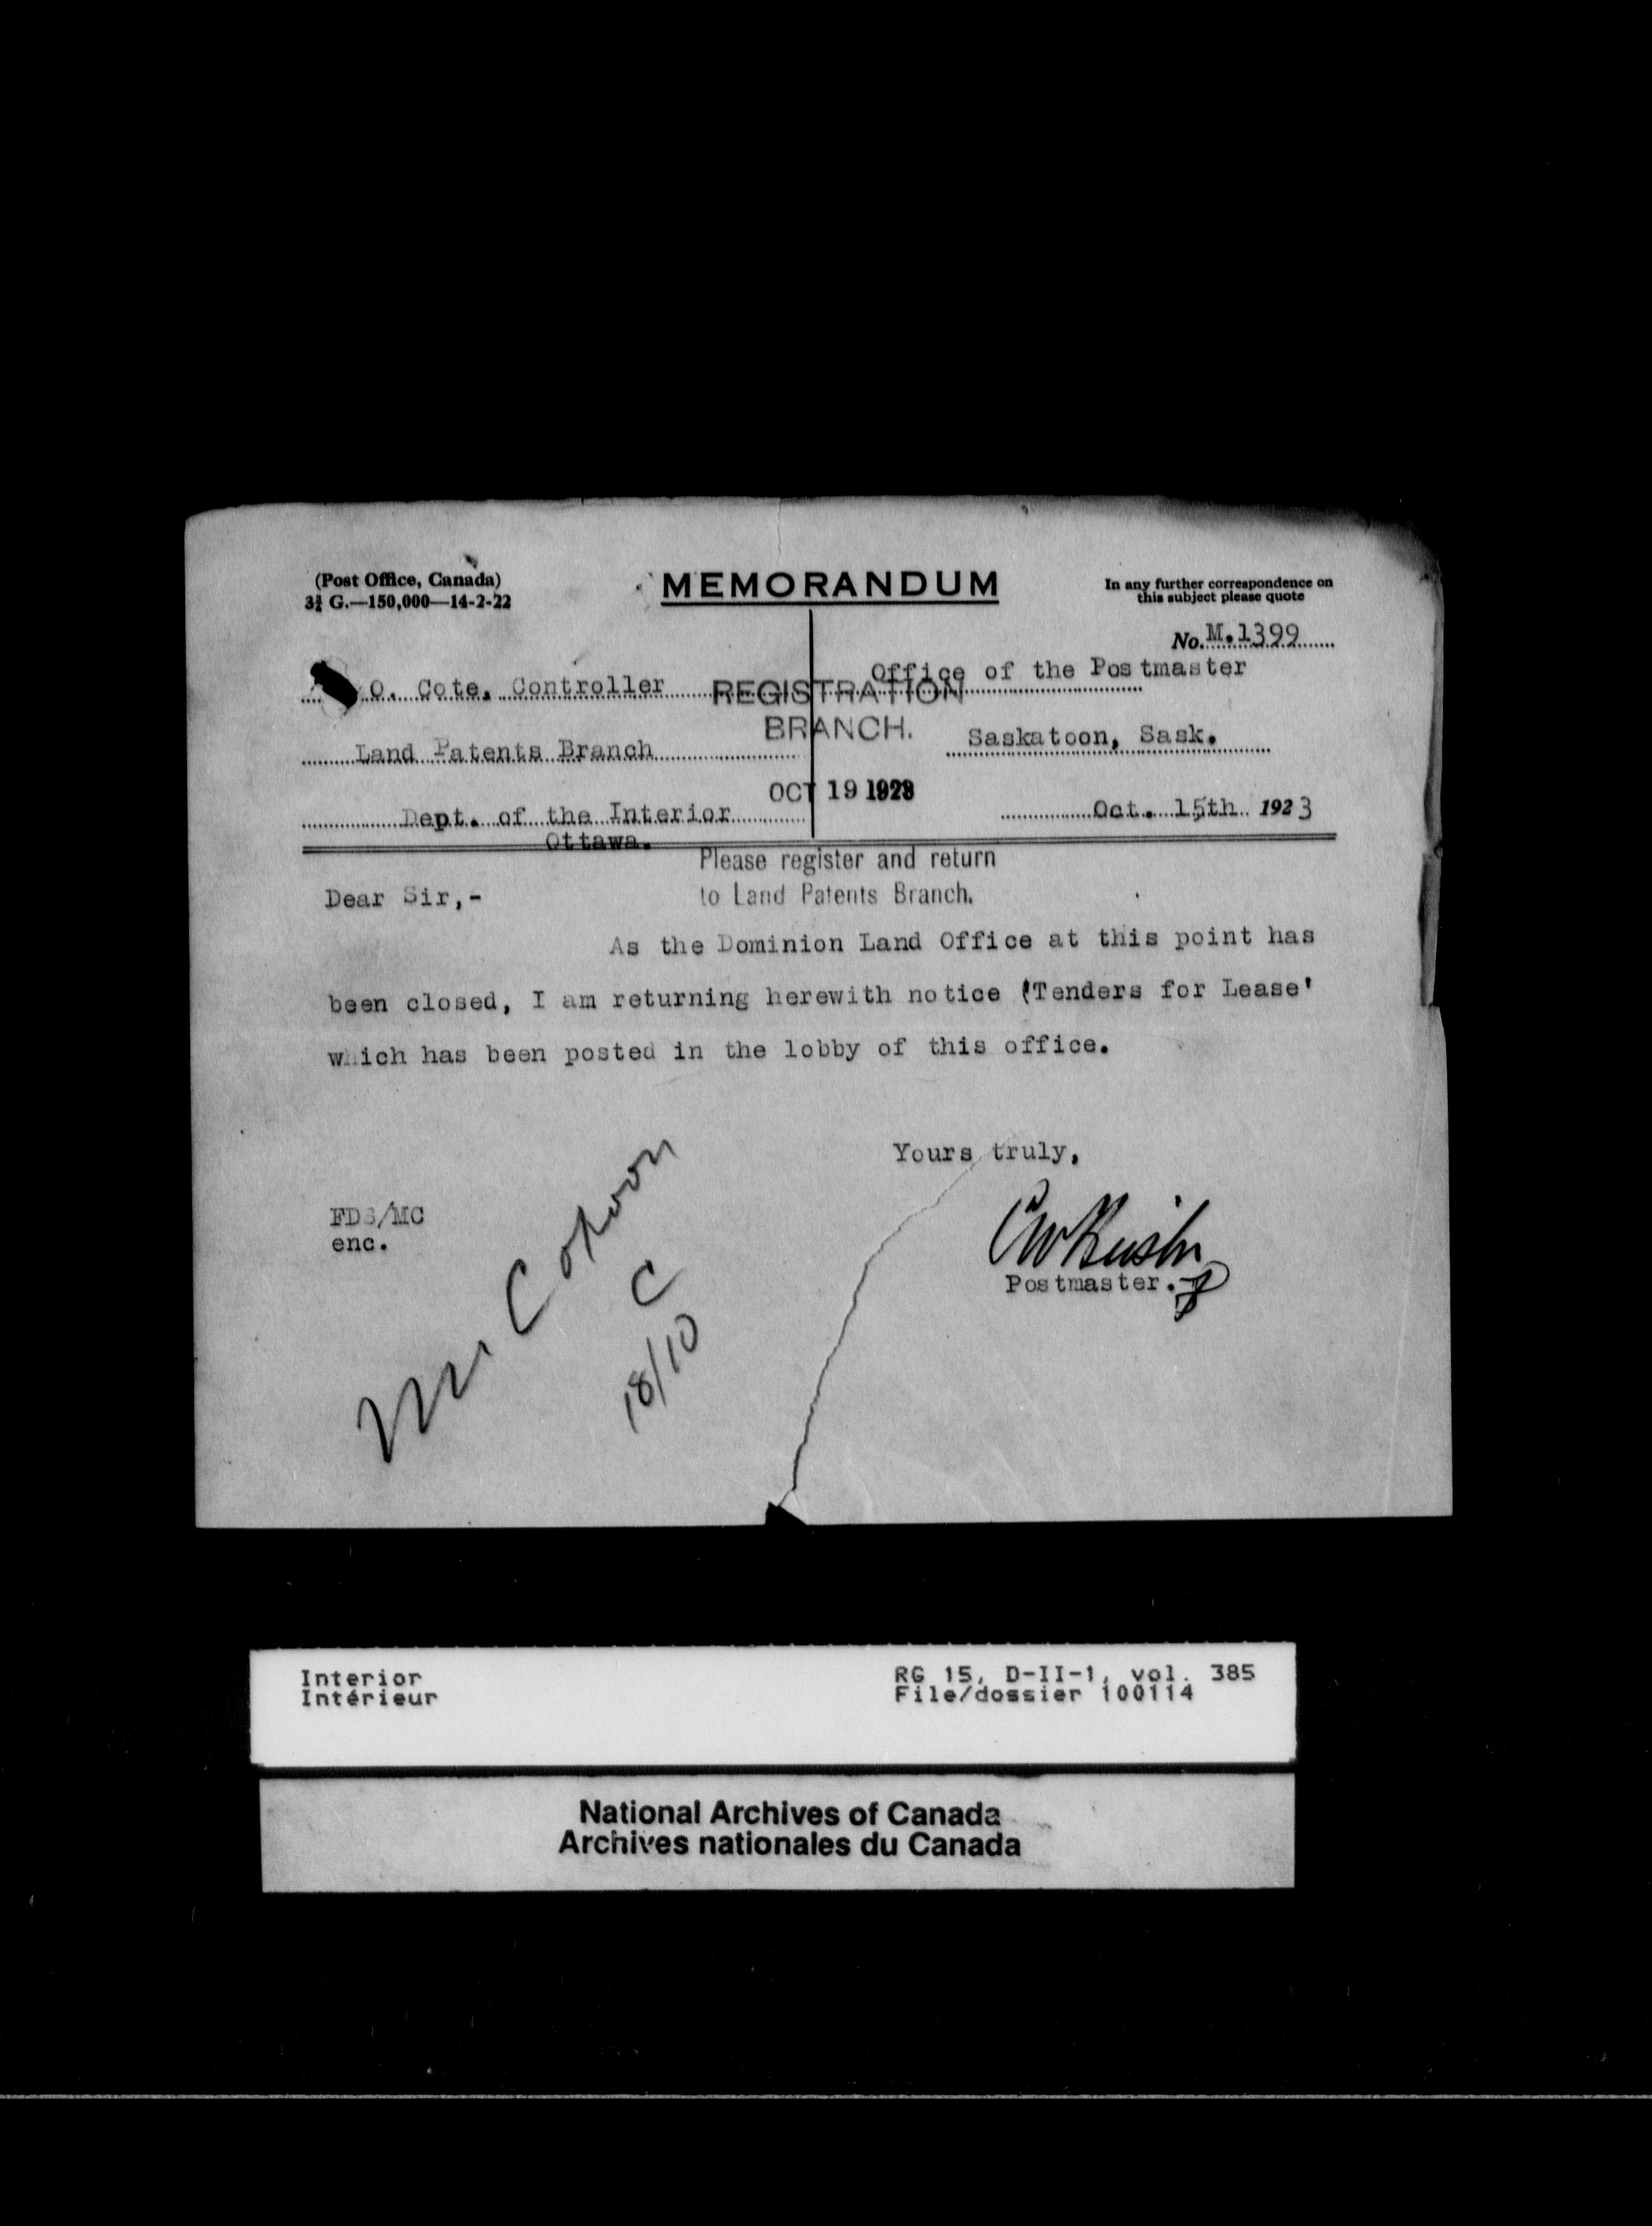 (Post Office, Canada)
3½ G.—150,000—14-2-22
MEMORANDUM
In any further correspondence on
this subject please quote
No. M.1399
O. Cote, Controller
Land Patents Branch
Dept. of the Interior
Ottawa.
Office of the Postmaster
Saskatoon, Sask.
Oct. 15th 1923
REGISTRATION
BRANCH.
OCT 19 1923
Please register and return
to Land Patents Branch.
Dear Sir,-
As the Dominion Land Office at this point has
been closed, I am returning herewith notice 'Tenders for Lease'
which has been posted in the lobby of this office.
Yours truly,
Postmaster.
FDS/MC
enc.
Mr
C
18/10
Interior
Intérieur
RG 15, D-II-1, vol. 385
File/dossier 100114
National Archives of Canada
Archives nationales du Canada